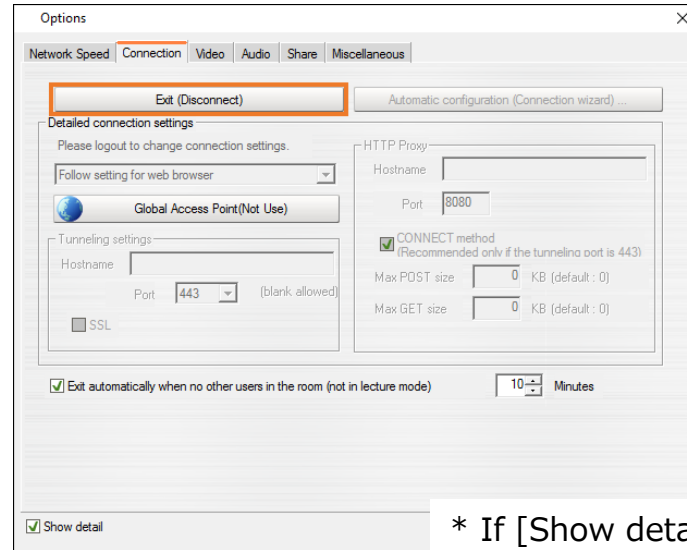 Options
Network Speed Connection Video Audio Share Miscellaneous
Exit (Disconnect) Automatic configuration (Connection wizard) ...
Detailed connection settings
Please logout to change connection settings.
Follow setting for web browser
Global Access Point(Not Use)
Tunneling settings
Hostname
Port 443 (blank allowed)
SSL
HTTP Proxy
Hostname
Port 8080
CONNECT method
(Recommended only if the tunneling port is 443)
Max POST size 0 KB (default : 0)
Max GET size 0 KB (default : 0)
Exit automatically when no other users in the room (not in lecture mode) 10 Minutes
Show detail
* If [Show deta